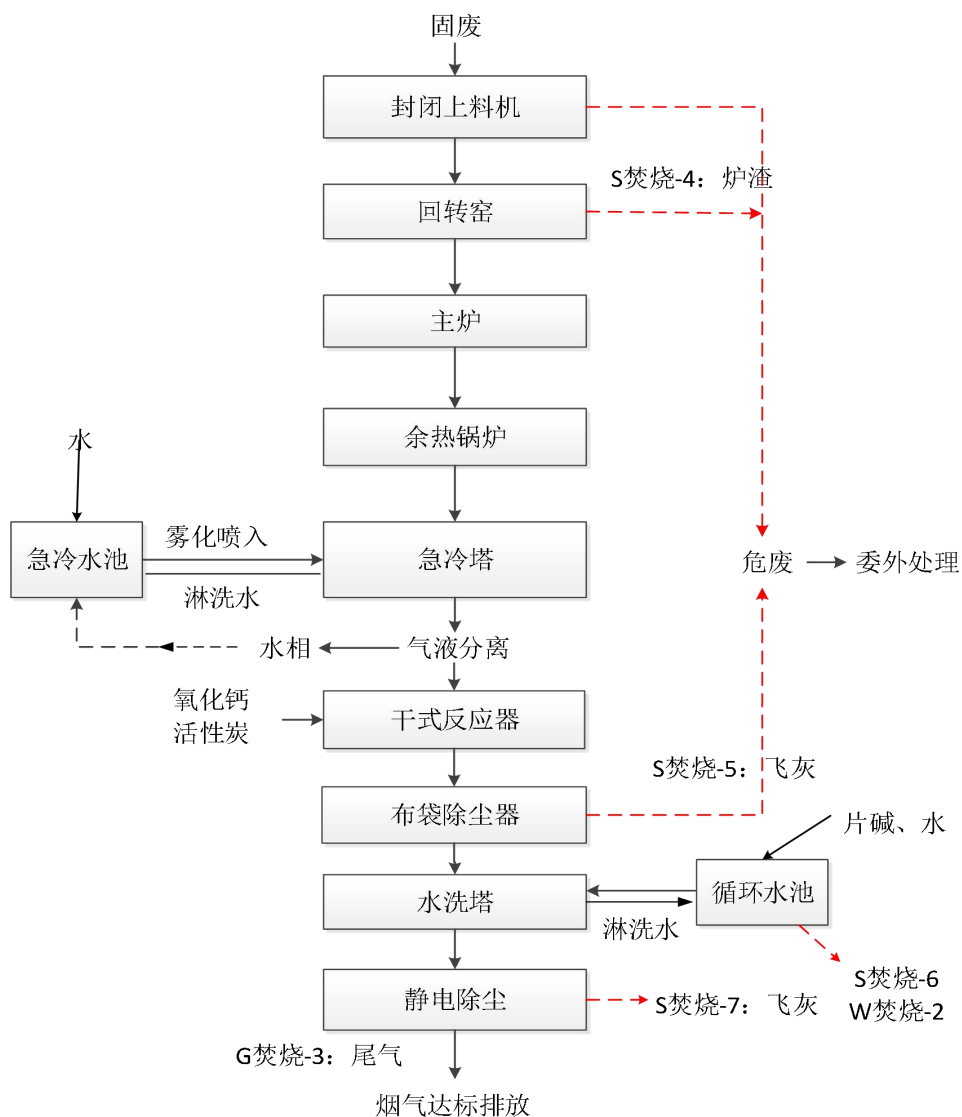 固废
封闭上料机
S焚烧-4：炉渣
回转窑
主炉
余热锅炉
水
急冷水池
雾化喷入
淋洗水
急冷塔
危废
委外处理
水相
气液分离
氧化钙
活性炭
干式反应器
S焚烧-5：飞灰
布袋除尘器
片碱、水
水洗塔
循环水池
淋洗水
S焚烧-6
W焚烧-2
静电除尘
S焚烧-7：飞灰
G焚烧-3：尾气
烟气达标排放